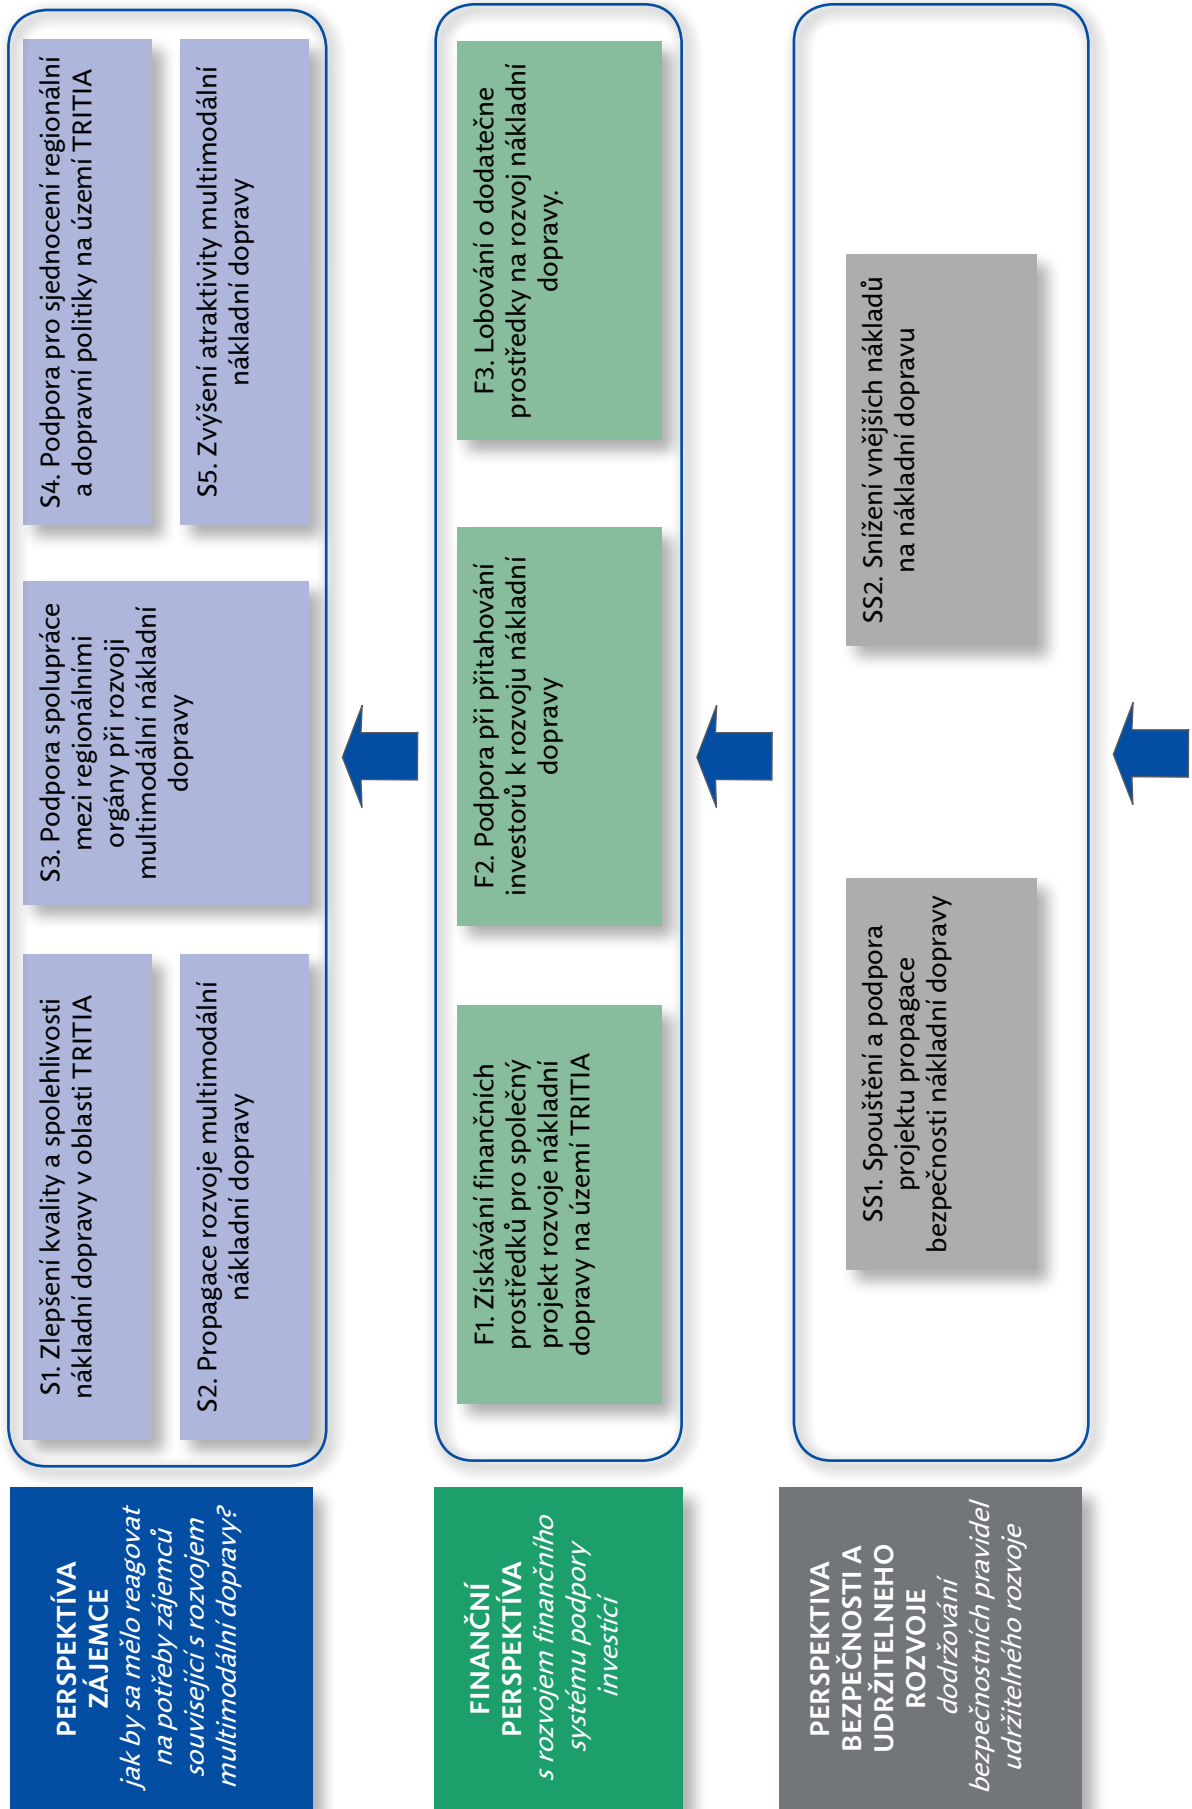 PERSPEKTÍVA
ZÁJEMCE
jak by sa mělo reagovat
na potřeby zájemců
související s rozvojem
multimodální dopravy?
S1. Zlepšení kvality a spolehlivosti
nákladní dopravy v oblasti TRITIA
S2. Propagace rozvoje multimodální
nákladní dopravy
S3. Podpora spolupráce
mezi regionálními
orgány při rozvoji
multimodální nákladní
dopravy
S4. Podpora pro sjednocení regionální
a dopravní politiky na území TRITIA
S5. Zvýšení atraktivity multimodální
nákladní dopravy
FINANČNÍ
PERSPEKTÍVA
s rozvojem finančního
systému podpory
investící
F1. Získávání finančních
prostředků pro společný
projekt rozvoje nákladní
dopravy na území TRITIA
F2. Podpora při přitahování
investorů k rozvoju nákladní
dopravy
F3. Lobování o dodatečne
prostředky na rozvoj nákladní
dopravy.
PERSPEKTIVA
BEZPEČNOSTI A
UDRŽITELNEHO
ROZVOJE
dodržování
bezpečnostních pravidel
udržitelného rozvoje
SS1. Spouštění a podpora
projektu propagace
bezpečnosti nákladní dopravy
SS2. Snížení vnějších nákladů
na nákladní dopravu